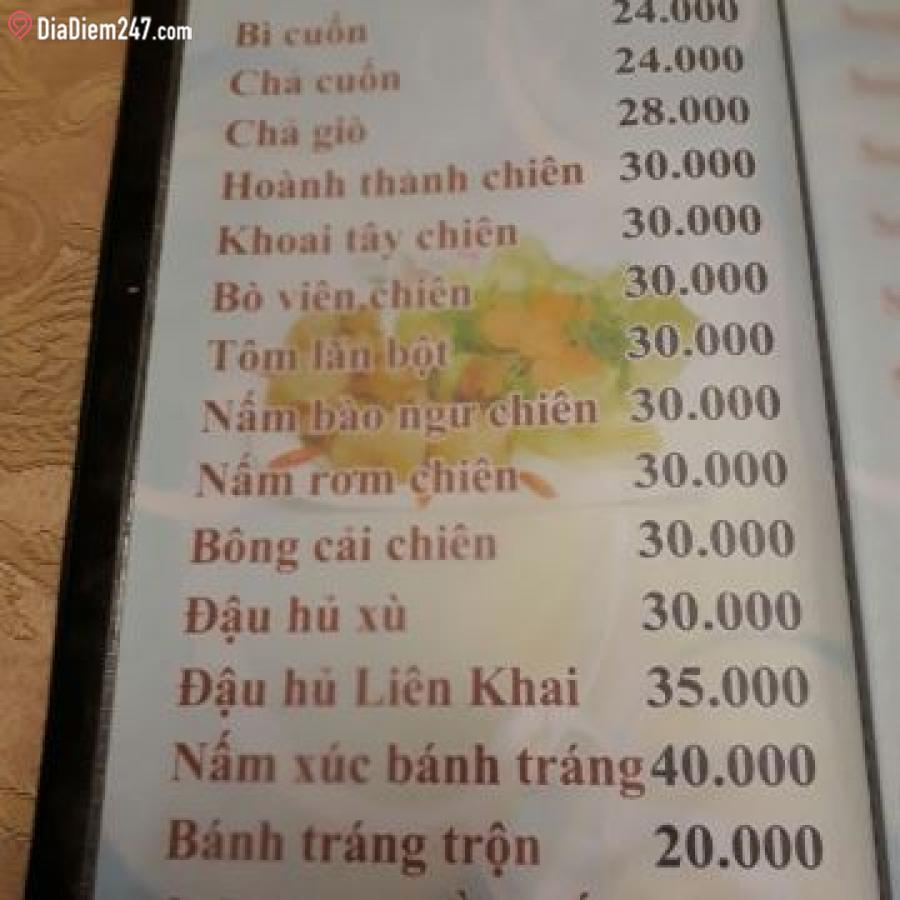 DiaDiem247.com
Bì cuốn 24.000
Chả cuốn 24.000
Chả giò 28.000
Hoành thánh chiên 30.000
Khoai tây chiên 30.000
Bò viên chiên 30.000
Tôm lăn bột 30.000
Nấm bào ngư chiên 30.000
Nấm rơm chiên 30.000
Bông cải chiên 30.000
Đậu hủ xù 30.000
Đậu hủ Liên Khai 35.000
Nấm xúc bánh tráng 40.000
Bánh tráng trộn 20.000